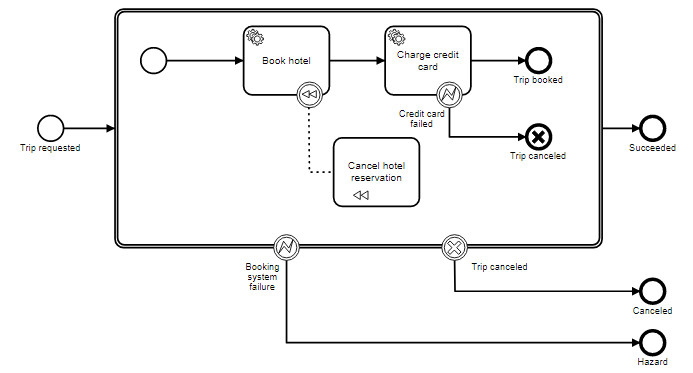 Book hotel
Charge credit
card
Trip booked
Credit card
failed
Trip requested
Succeeded
Trip canceled
Cancel hotel
reservation
Booking
system
failure
Trip canceled
Canceled
Hazard